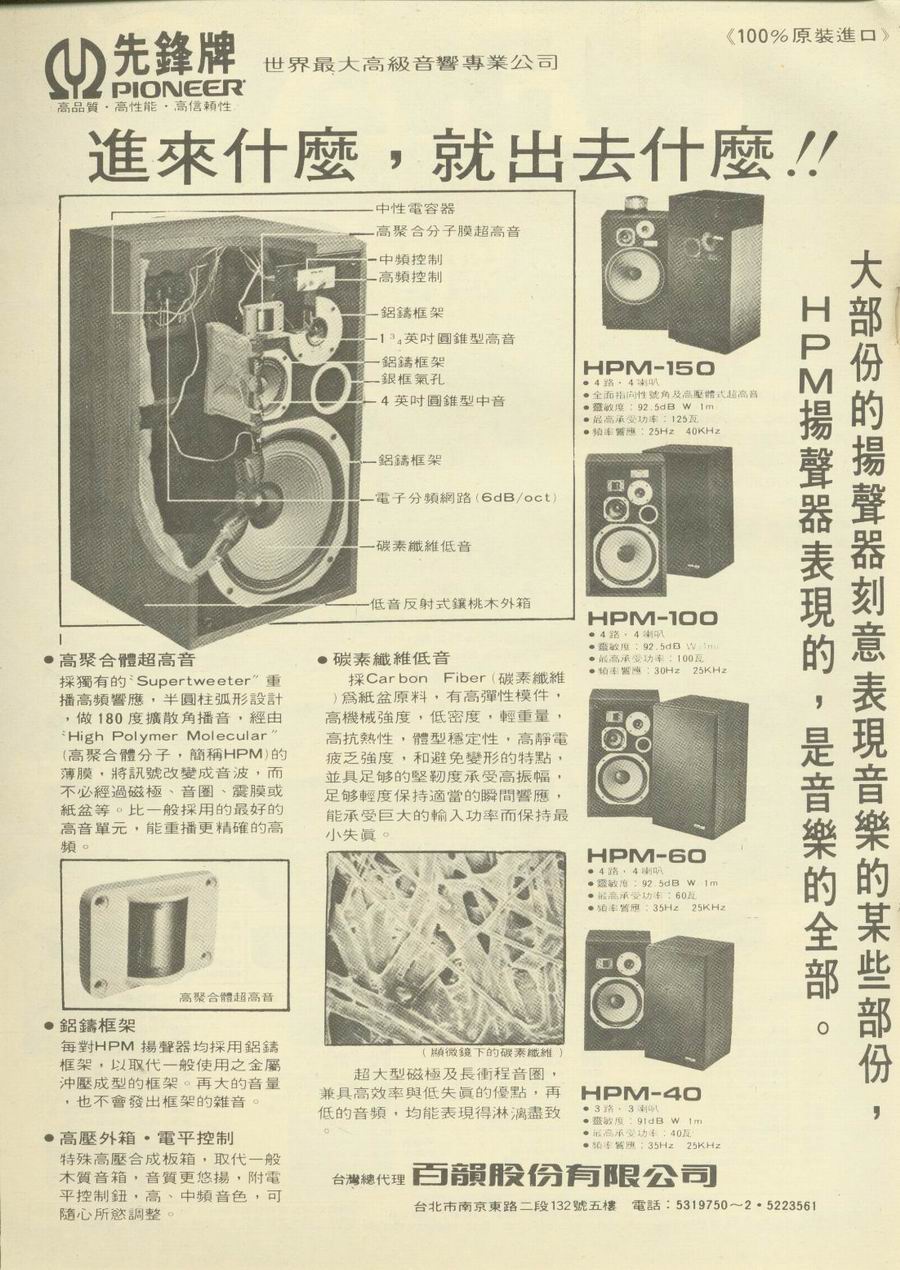 《100%原裝進口》
先鋒牌
PIONEER
高品質・高性能・高信賴性
世界最大高級音響專業公司
進來什麼，就出去什麼!!
中性電容器
高聚合分子膜超高音
中頻控制
高頻控制
鋁鑄框架
1 3/4英吋圓錐型高音
鋁鑄框架
銀框氣孔
4 英吋圓錐型中音
鋁鑄框架
電子分頻網路(6dB/oct)
碳素纖維低音
低音反射式鑲桃木外箱
大部份的揚聲器刻意表現音樂的某些部份，
HPM揚聲器表現的，是音樂的全部。
HPM-150
●4路．4喇叭
●全面指向性號角及高壓體式超高音
●靈敏度：92.5dB W 1m
●最高承受功率：125瓦
●頻率響應：25Hz 40KHz
HPM-100
●4路．4喇叭
●靈敏度：92.5dB W 1m
●最高承受功率：100瓦
●頻率響應：30Hz 25KHz
HPM-60
●4路．4喇叭
●靈敏度：92.5dB W 1m
●最高承受功率：60瓦
●頻率響應：35Hz 25KHz
HPM-40
●3路．3喇叭
●靈敏度：91dB W 1m
●最高承受功率：40瓦
●頻率響應：35Hz 25KHz
●高聚合體超高音
採獨有的“Supertweeter”重
播高頻響應，半圓柱弧形設計
，做180度擴散角播音，經由
“High Polymer Molecular”
(高聚合體分子，簡稱HPM)的
薄膜，將訊號改變成音波，而
不必經過磁極、音圈、震膜或
紙盆等。比一般採用的最好的
高音單元，能重播更精確的高
頻。
高聚合體超高音
●鋁鑄框架
每對HPM 揚聲器均採用鋁鑄
框架，以取代一般使用之金屬
沖壓成型的框架。再大的音量
，也不會發出框架的雜音。
●高壓外箱・電平控制
特殊高壓合成板箱，取代一般
木質音箱，音質更悠揚，附電
平控制鈕，高、中頻音色，可
隨心所慾調整。
●碳素纖維低音
採Carbon Fiber(碳素纖維
)爲紙盆原料，有高彈性模件，
高機械強度，低密度，輕重量，
高抗熱性，體型穩定性，高靜電
疲乏強度，和避免變形的特點，
並具足够的堅靭度承受高振幅，
足够輕度保持適當的瞬間響應，
能承受巨大的輸入功率而保持最
小失眞。
(顯微鏡下的碳素纖維)
超大型磁極及長衝程音圈，
兼具高效率與低失眞的優點，再
低的音頻，均能表現得淋漓盡致
。
台灣總代理 百韻股份有限公司
台北市南京東路二段132號五樓 電話：5319750～2・5223561